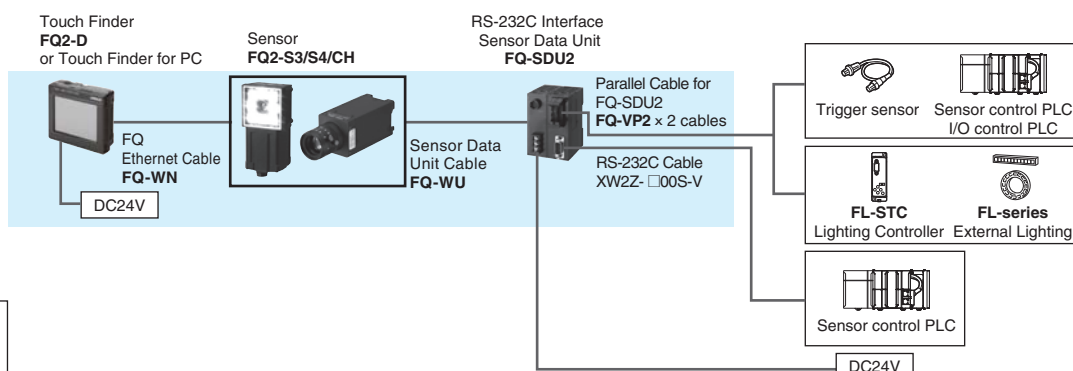 Touch Finder
FQ2-D
or Touch Finder for PC
Sensor
FQ2-S3/S4/CH
RS-232C Interface
Sensor Data Unit
FQ-SDU2
FQ
Ethernet Cable
FQ-WN
DC24V
Sensor Data
Unit Cable
FQ-WU
Parallel Cable for
FQ-SDU2
FQ-VP2 × 2 cables
RS-232C Cable
XW2Z- □00S-V
Trigger sensor
Sensor control PLC
I/O control PLC
FL-STC
Lighting Controller
FL-series
External Lighting
Sensor control PLC
DC24V